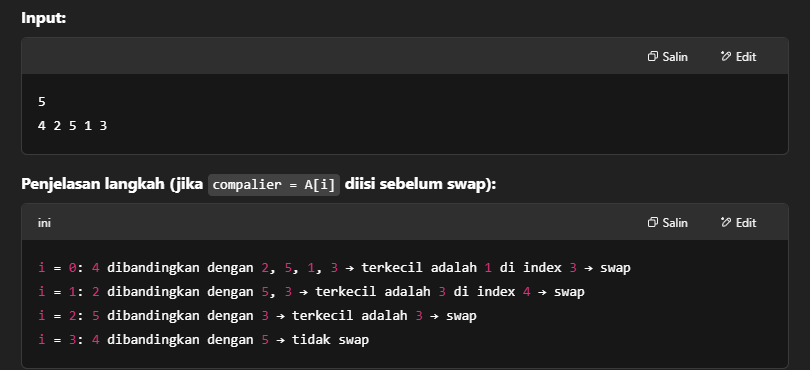 Input:
Salin Edit
5
4 2 5 1 3
Penjelasan langkah (jika compalier = A[i] diisi sebelum swap):
ini Salin Edit
i = 0: 4 dibandingkan dengan 2, 5, 1, 3 → terkecil adalah 1 di index 3 → swap
i = 1: 2 dibandingkan dengan 5, 3 → terkecil adalah 3 di index 4 → swap
i = 2: 5 dibandingkan dengan 3 → terkecil adalah 3 → swap
i = 3: 4 dibandingkan dengan 5 → tidak swap